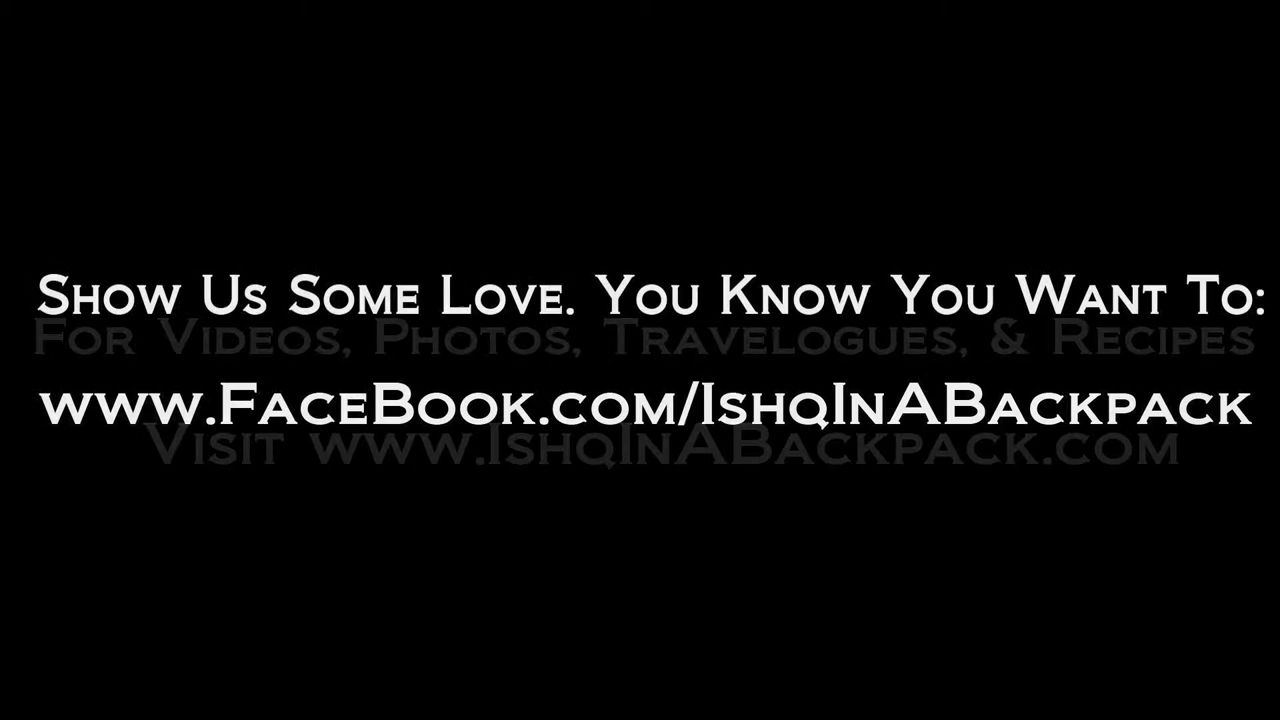 Show Us Some Love. You Know You Want To:
For Videos, Photos, Travelogues, & Recipes
www.FaceBook.com/IshqInABackpack
Visit www.IshqInABackpack.com